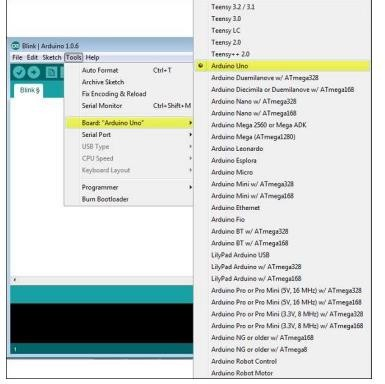 Blink | Arduino 1.0.6
File Edit Sketch Tools Help
Blink §
Auto Format Ctrl+T
Archive Sketch
Fix Encoding & Reload
Serial Monitor Ctrl+Shift+M
Board: "Arduino Uno"
Serial Port
USB Type
CPU Speed
Keyboard Layout
Programmer
Burn Bootloader
1
Teensy 3.2 / 3.1
Teensy 3.0
Teensy LC
Teensy 2.0
Teensy++ 2.0
Arduino Uno
Arduino Duemilanove w/ ATmega328
Arduino Diecimila or Duemilanove w/ ATmega168
Arduino Nano w/ ATmega328
Arduino Nano w/ ATmega168
Arduino Mega 2560 or Mega ADK
Arduino Mega (ATmega1280)
Arduino Leonardo
Arduino Esplora
Arduino Micro
Arduino Mini w/ ATmega328
Arduino Mini w/ ATmega168
Arduino Ethernet
Arduino Fio
Arduino BT w/ ATmega328
Arduino BT w/ ATmega168
LilyPad Arduino USB
LilyPad Arduino w/ ATmega328
LilyPad Arduino w/ ATmega168
Arduino Pro or Pro Mini (5V, 16 MHz) w/ ATmega328
Arduino Pro or Pro Mini (5V, 16 MHz) w/ ATmega168
Arduino Pro or Pro Mini (3.3V, 8 MHz) w/ ATmega328
Arduino Pro or Pro Mini (3.3V, 8 MHz) w/ ATmega168
Arduino NG or older w/ ATmega168
Arduino NG or older w/ ATmega8
Arduino Robot Control
Arduino Robot Motor